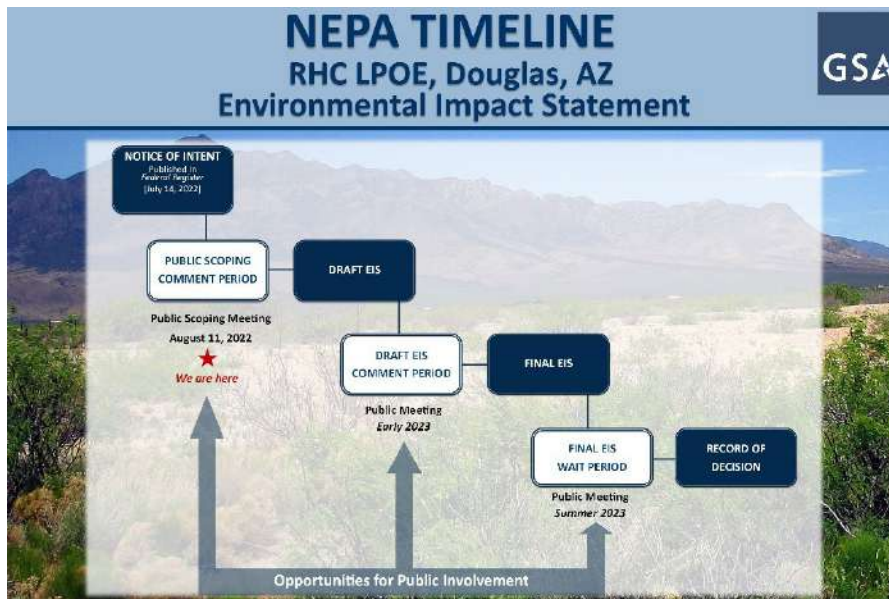 NEPA TIMELINE
RHC LPOE, Douglas, AZ
Environmental Impact Statement
GSA
NOTICE OF INTENT
Published in
Federal Register
[July 14, 2022]
PUBLIC SCOPING
COMMENT PERIOD
DRAFT EIS
Public Scoping Meeting
August 11, 2022
We are here
DRAFT EIS
COMMENT PERIOD
FINAL EIS
Public Meeting
Early 2023
FINAL EIS
WAIT PERIOD
RECORD OF
DECISION
Public Meeting
Summer 2023
Opportunities for Public Involvement